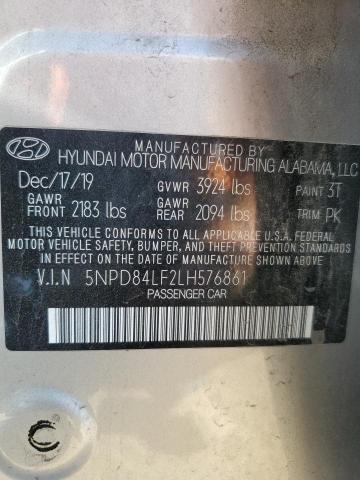 MANUFACTURED BY
HYUNDAI MOTOR MANUFACTURING ALABAMA, LLC
Dec/17/19 GVWR 3924 lbs PAINT 3T
GAWR FRONT 2183 lbs GAWR REAR 2094 lbs TRIM PK
THIS VEHICLE CONFORMS TO ALL APPLICABLE U.S.A. FEDERAL
MOTOR VEHICLE SAFETY, BUMPER, AND THEFT PREVENTION
STANDARDS IN EFFECT ON THE DATE OF MANUFACTURE
SHOWN ABOVE.
V.I.N 5NPD84LF2LH576861
PASSENGER CAR
C